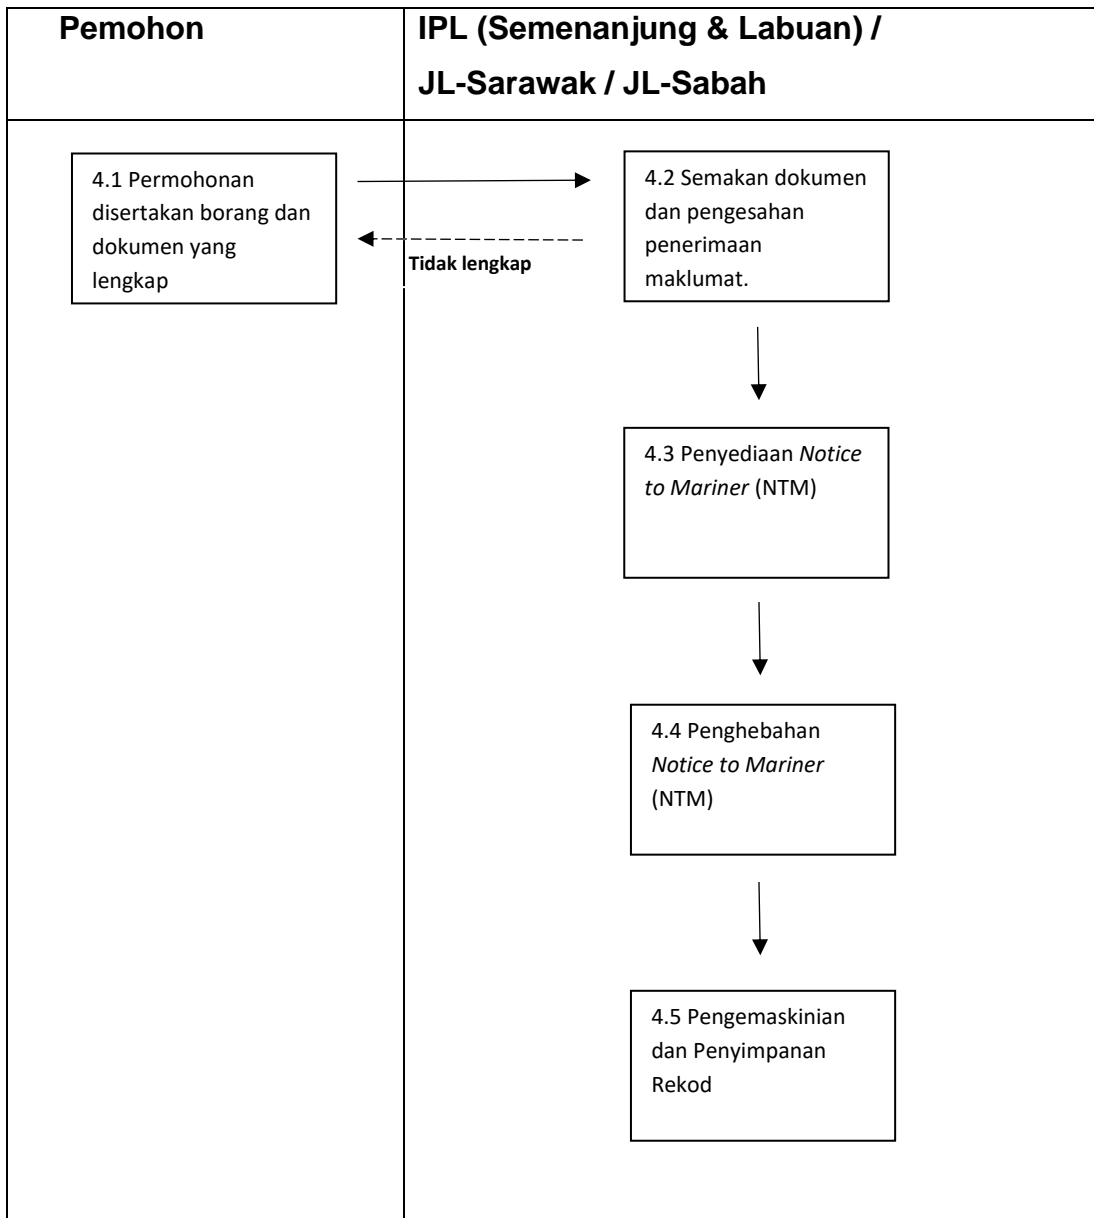 Pemohon
IPL (Semenanjung & Labuan) /
JL-Sarawak / JL-Sabah
4.1 Permohonan
disertakan borang dan
dokumen yang
lengkap
Tidak lengkap
4.2 Semakan dokumen
dan pengesahan
penerimaan
maklumat.
4.3 Penyediaan Notice
to Mariner (NTM)
4.4 Penghebahan
Notice to Mariner
(NTM)
4.5 Pengemaskinian
dan Penyimpanan
Rekod